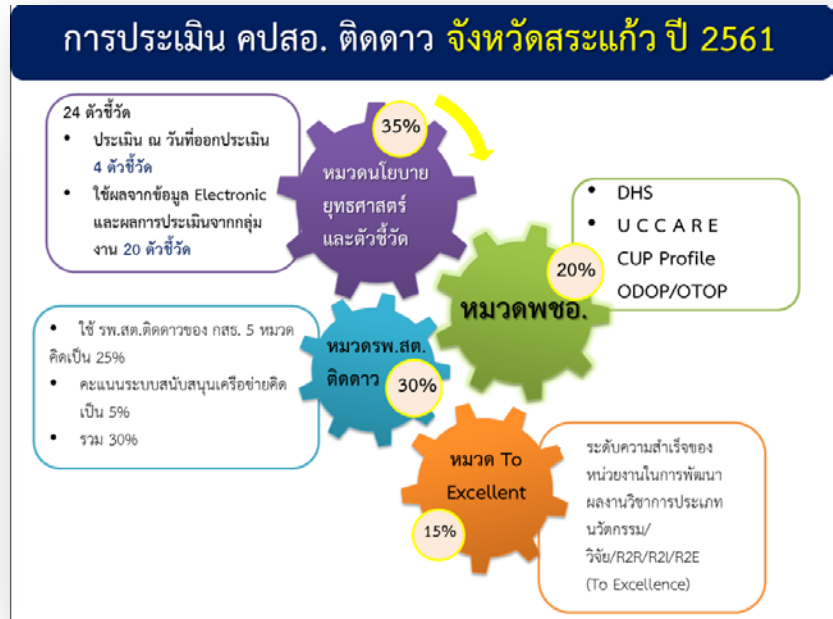 การประเมิน คปสอ. ติดดาว จังหวัดสระแก้ว ปี 2561
24 ตัวชี้วัด
• ประเมิน ณ วันที่ออกประเมิน
4 ตัวชี้วัด
• ใช้ผลจากข้อมูล Electronic
และผลการประเมินจากกลุ่ม
งาน 20 ตัวชี้วัด
35%
หมวดนโยบาย
ยุทธศาสตร์
และตัวชี้วัด
• DHS
• U C C A R E
CUP Profile
ODOP/OTOP
20%
หมวดพชอ.
• ใช้ รพ.สต.ติดดาวของ กสธ. 5 หมวด
คิดเป็น 25%
• คะแนนระบบสนับสนุนเครือข่ายคิด
เป็น 5%
• รวม 30%
หมวดรพ.สต.
ติดดาว
30%
หมวด To
Excellent
15%
ระดับความสำเร็จของ
หน่วยงานในการพัฒนา
ผลงานวิชาการประเภท
นวัตกรรม/
วิจัย/R2R/R2I/R2E
(To Excellence)